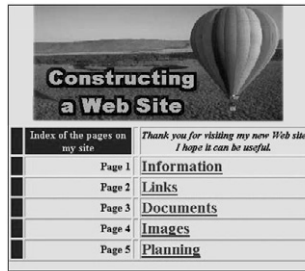 Constructing
a Web Site
Index of the pages on my site
Thank you for visiting my new Web site
I hope it can be useful.
Page 1 Information
Page 2 Links
Page 3 Documents
Page 4 Images
Page 5 Planning